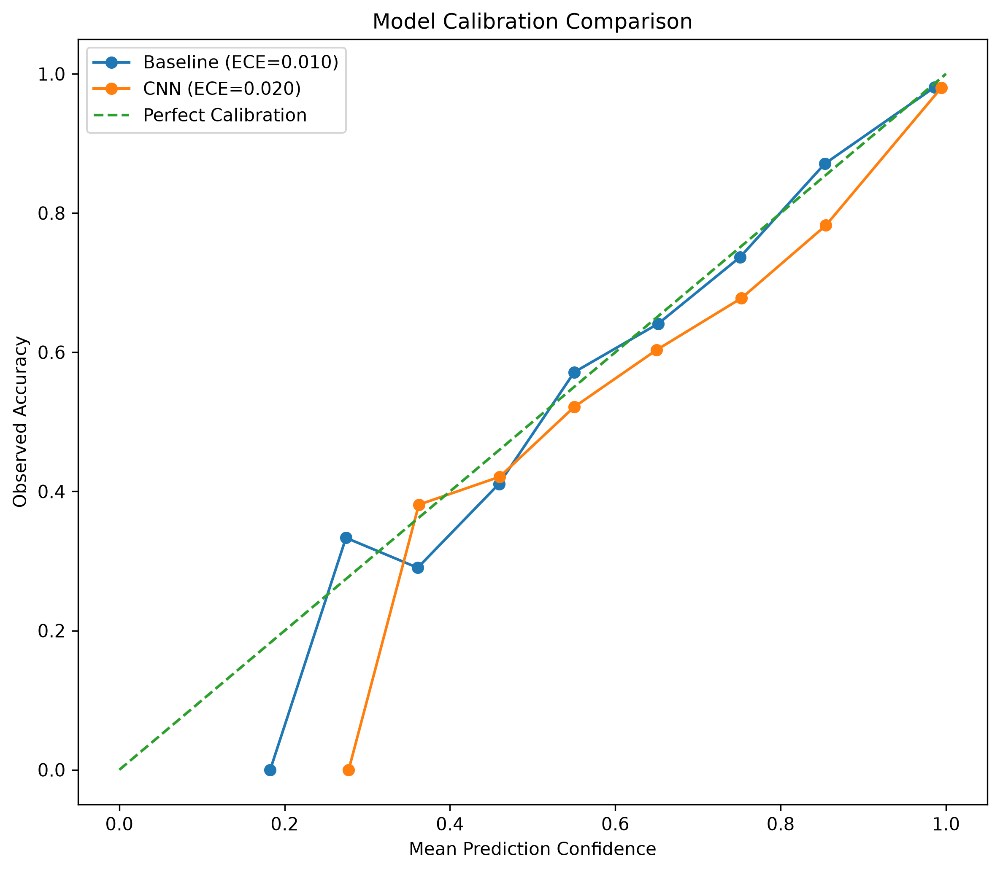 Model Calibration Comparison
Baseline (ECE=0.010)
CNN (ECE=0.020)
Perfect Calibration
Observed Accuracy
1.0
0.8
0.6
0.4
0.2
0.0
0.0 0.2 0.4 0.6 0.8 1.0
Mean Prediction Confidence